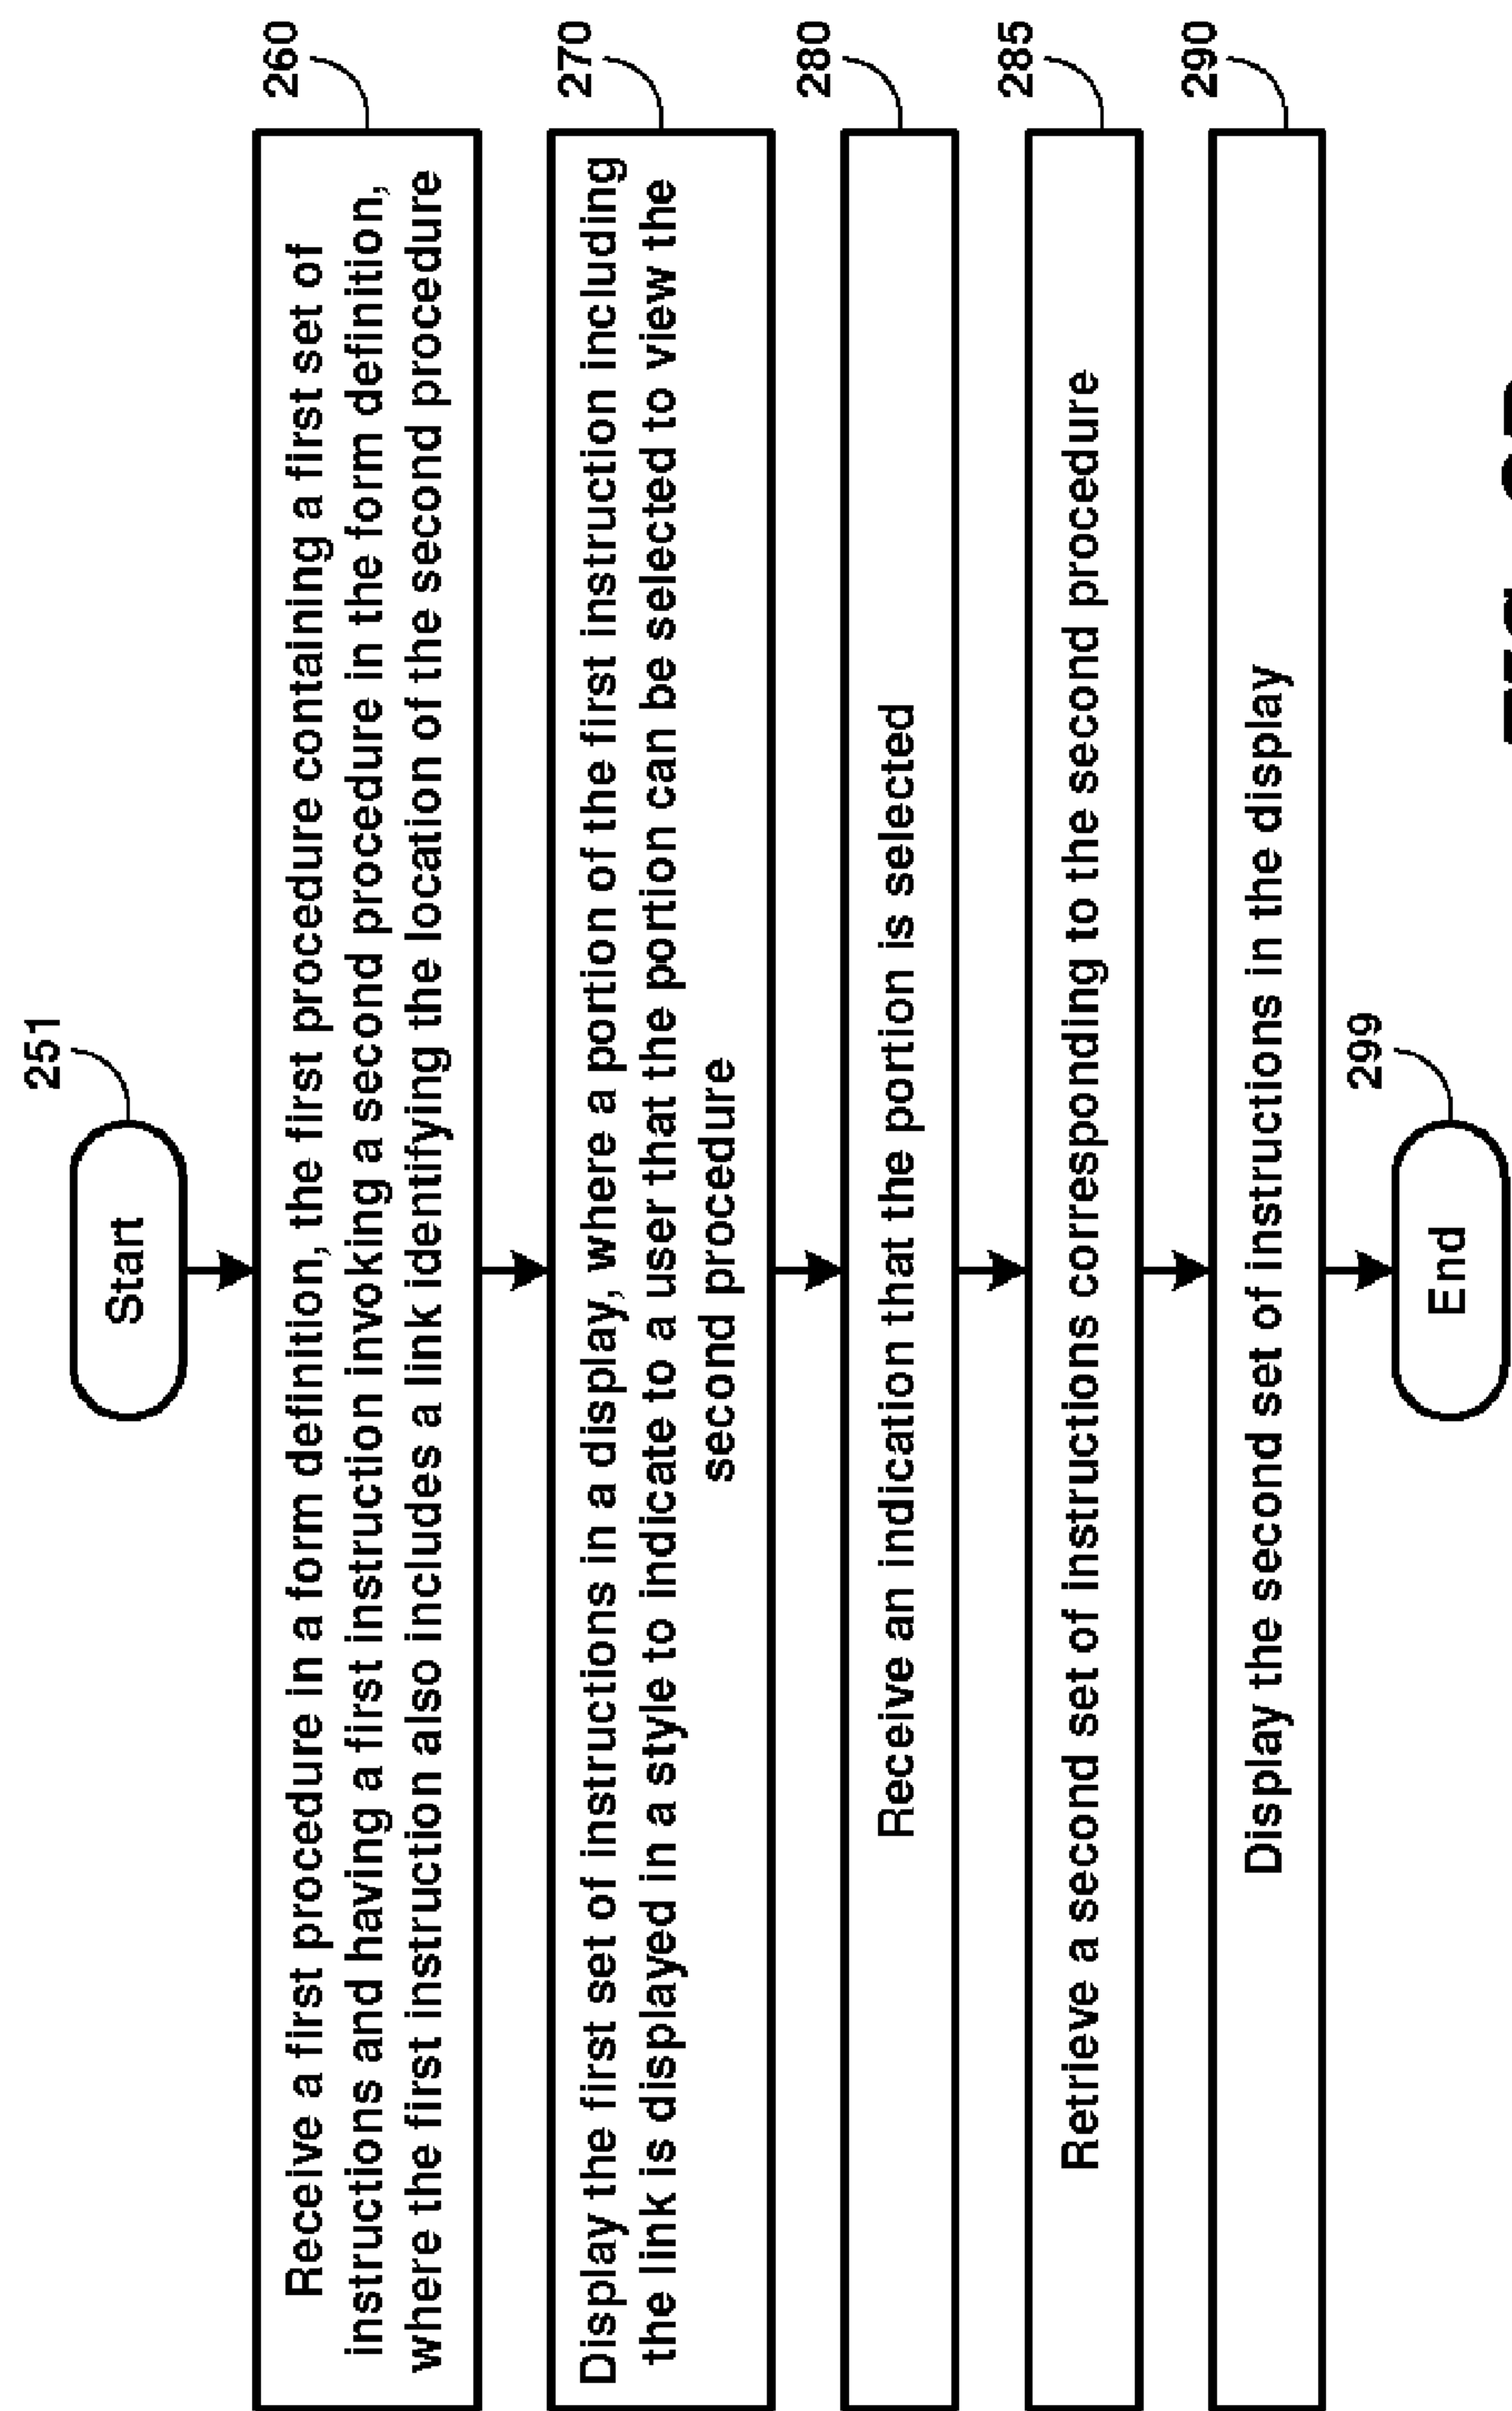 251
Start
260
Receive a first procedure in a form definition, the first procedure containing a first set of
instructions and having a first instruction invoking a second procedure in the form definition,
where the first instruction also includes a link identifying the location of the second procedure
270
Display the first set of instructions in a display, where a portion of the first instruction including
the link is displayed in a style to indicate to a user that the portion can be selected to view the
second procedure
280
Receive an indication that the portion is selected
285
Retrieve a second set of instructions corresponding to the second procedure
290
Display the second set of instructions in the display
299
End